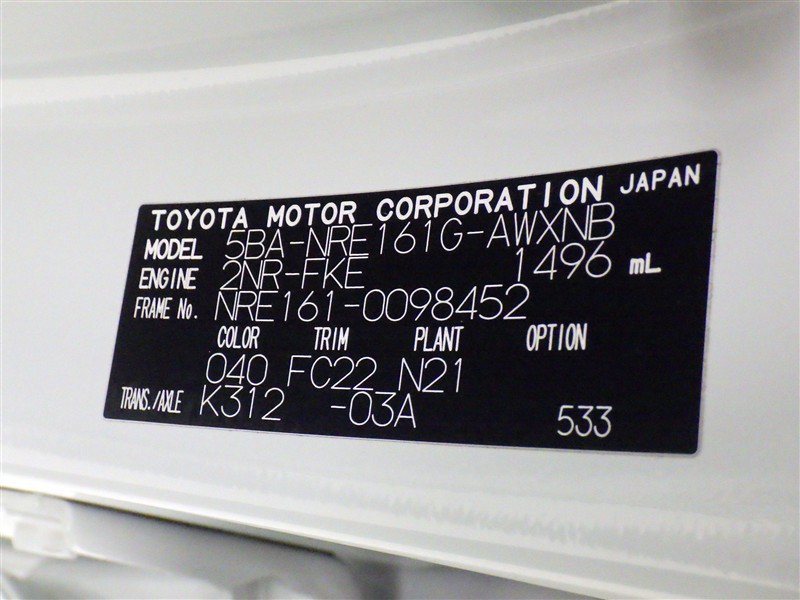 TOYOTA MOTOR CORPORATION JAPAN
MODEL 5BA-NRE161G-AWXNB
ENGINE 2NR-FKE 1496 mL
FRAME No. NRE161-0098452
COLOR TRIM PLANT OPTION
040 FC22 N21
TRANS./AXLE K312 -03A 533